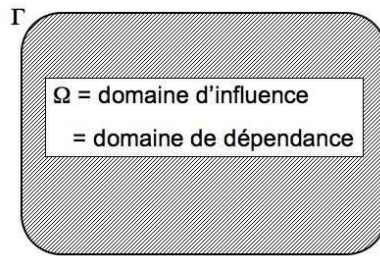 Γ
Ω = domaine d'influence
= domaine de dépendance